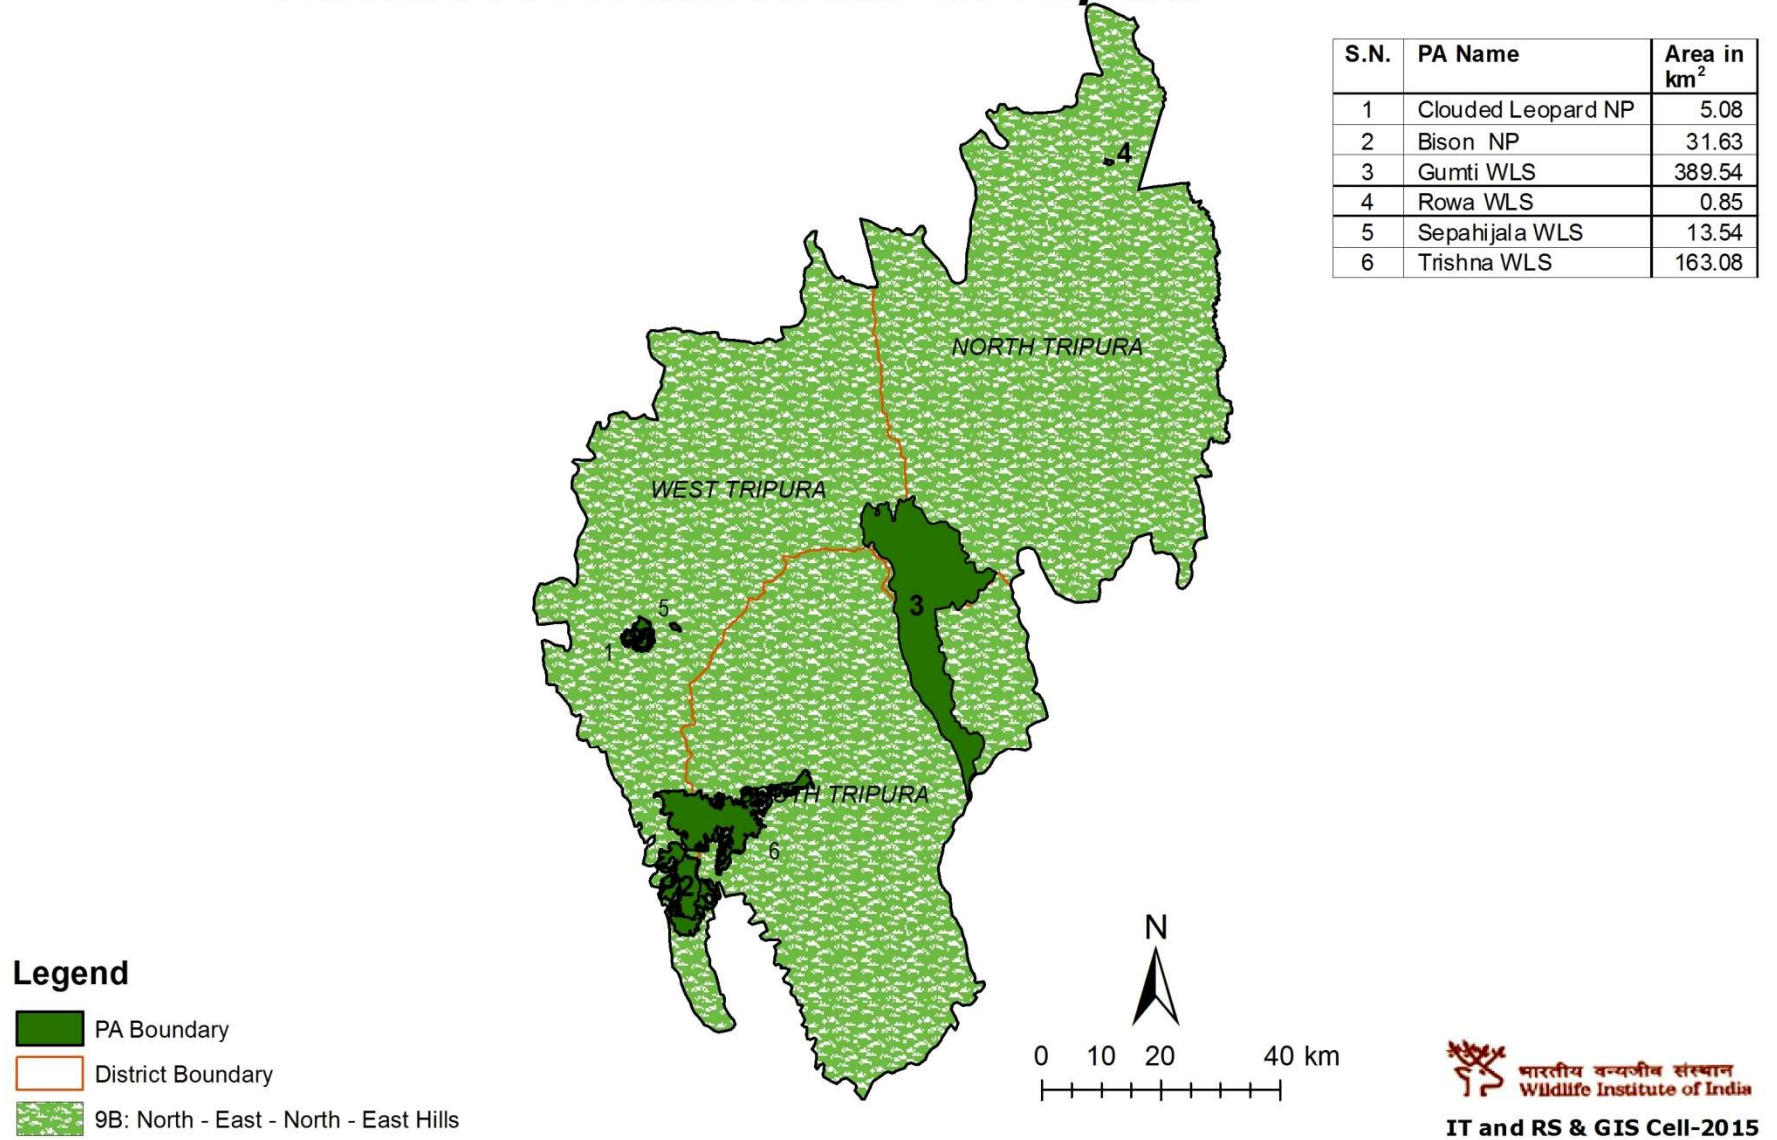 S.N. PA Name Area in km²
1 Clouded Leopard NP 5.08
2 Bison NP 31.63
3 Gumti WLS 389.54
4 Rowa WLS 0.85
5 Sepahijala WLS 13.54
6 Trishna WLS 163.08
4
NORTH TRIPURA
WEST TRIPURA
3
5
1
TH TRIPURA
6
2
N
Legend
PA Boundary
District Boundary
9B: North - East - North - East Hills
0 10 20 40 km
भारतीय वन्यजीव संस्थान
Wildlife Institute of India
IT and RS & GIS Cell-2015